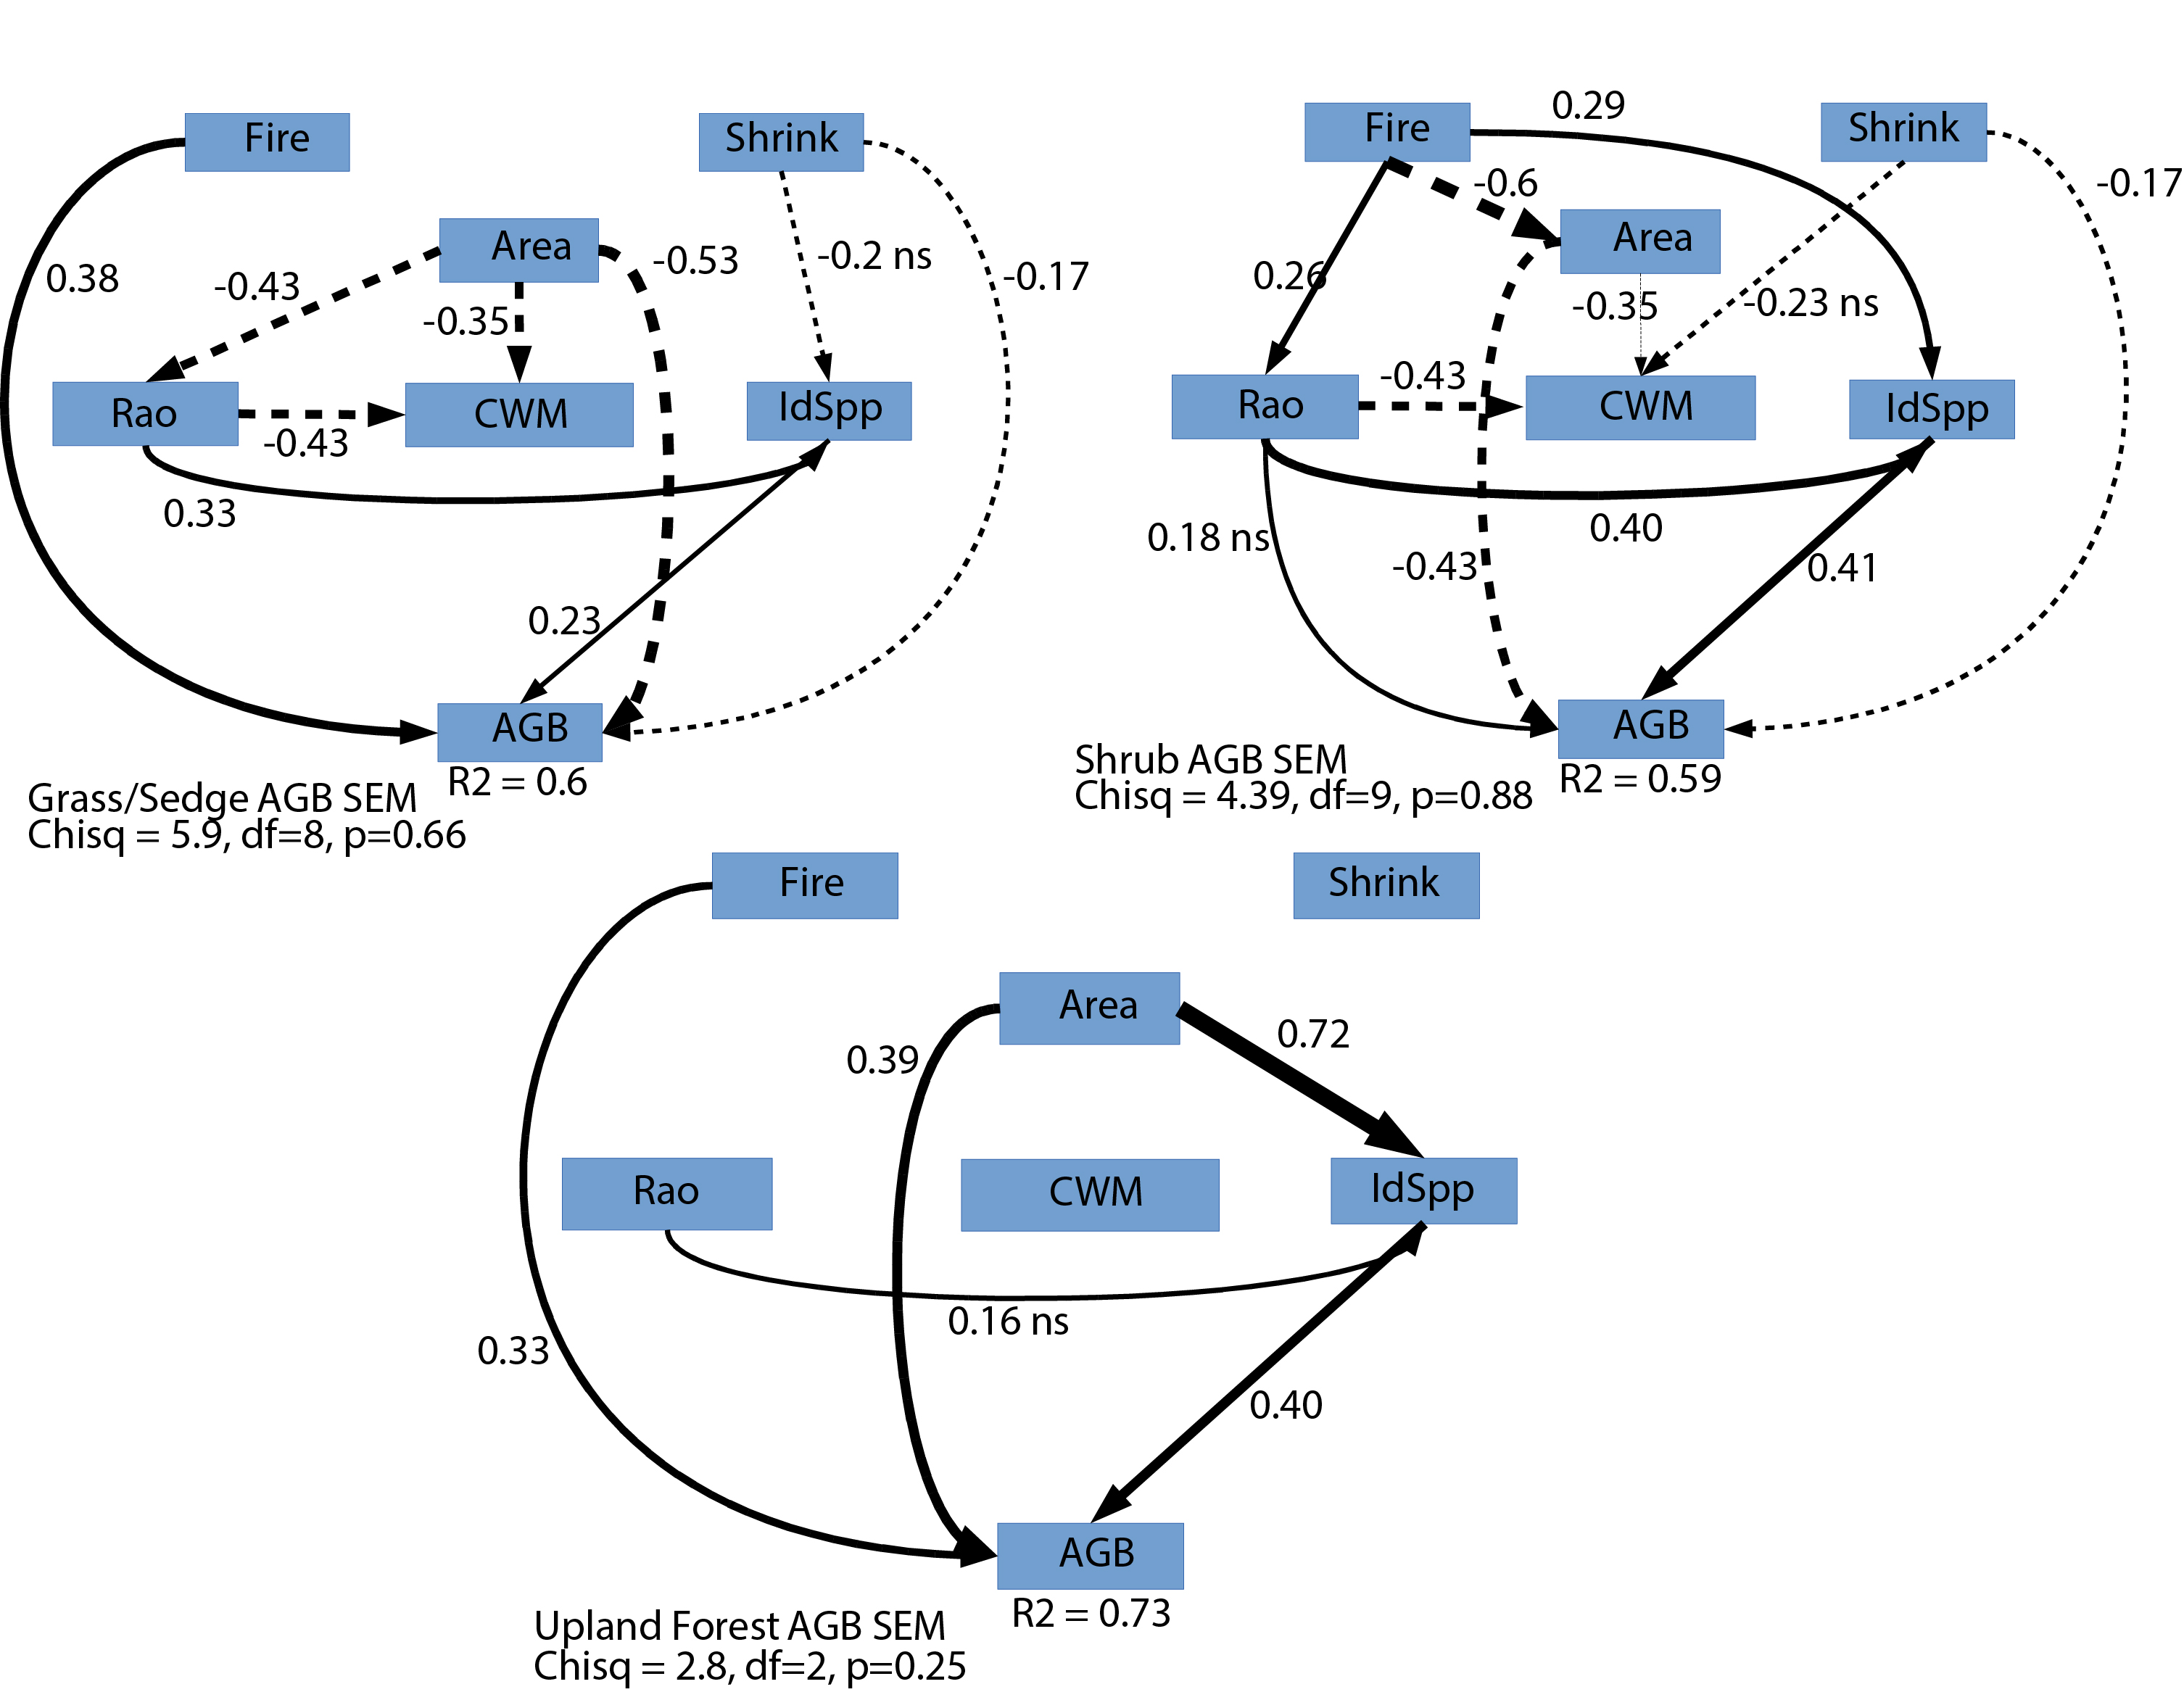 Fire
Shrink
Area
0.38
-0.43
-0.35
-0.53
-0.2 ns
-0.17
Rao
CWM
IdSpp
-0.43
0.33
0.23
AGB
R2 = 0.6
Grass/Sedge AGB SEM
Chisq = 5.9, df=8, p=0.66
Fire
0.29
Shrink
-0.6
-0.17
Area
0.26
-0.35
-0.23 ns
Rao
-0.43
CWM
IdSpp
0.18 ns
-0.43
0.40
0.41
AGB
R2 = 0.59
Shrub AGB SEM
Chisq = 4.39, df=9, p=0.88
Fire
Shrink
Area
0.39
0.72
Rao
CWM
IdSpp
0.16 ns
0.33
0.40
AGB
R2 = 0.73
Upland Forest AGB SEM
Chisq = 2.8, df=2, p=0.25